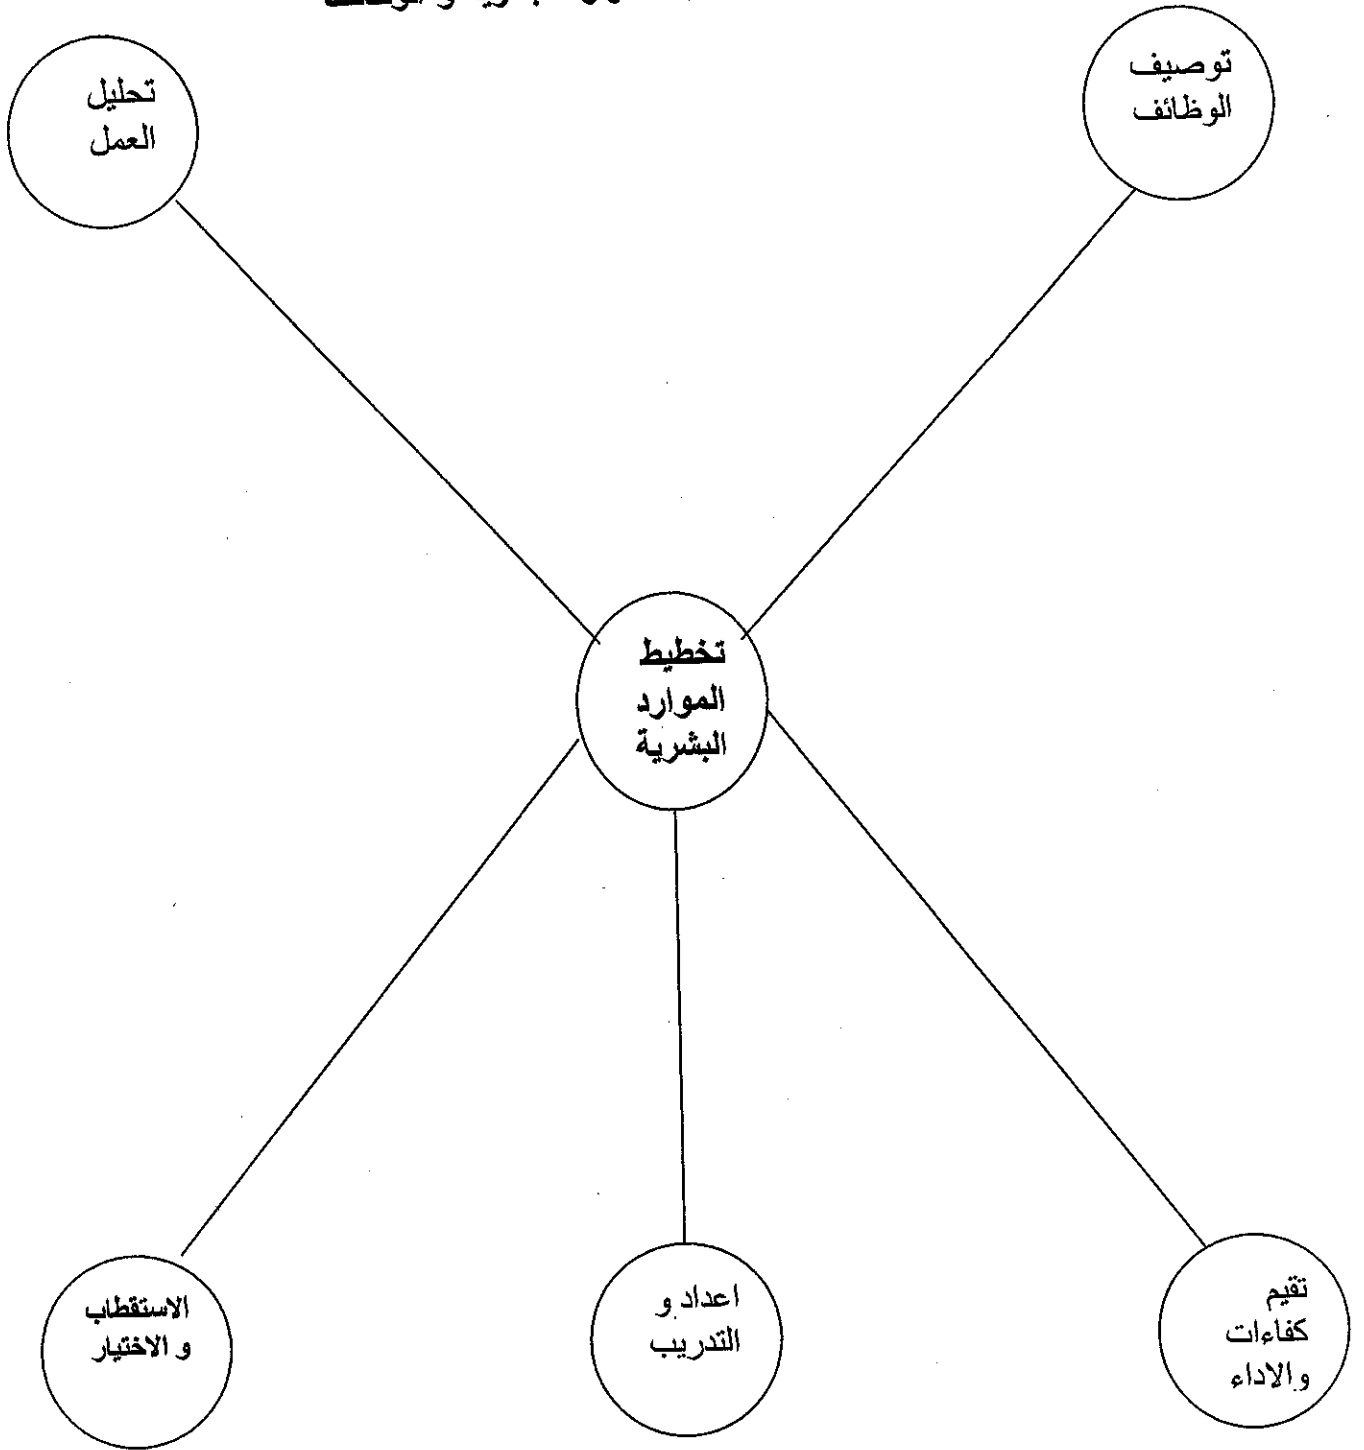 توصيف
الوظائف
تحليل
العمل
تخطيط
الموارد
البشرية
تقيم
كفاءات
والاداء
اعداد و
التدريب
الاستقطاب
و الاختيار